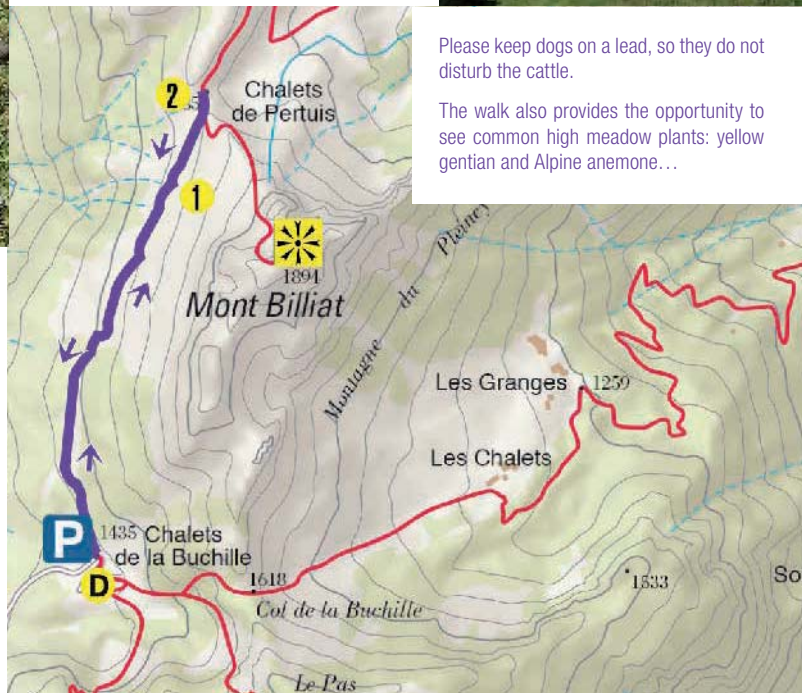 Please keep dogs on a lead, so they do not
disturb the cattle.
The walk also provides the opportunity to
see common high meadow plants: yellow
gentian and Alpine anemone…
2
Chalets
de Pertuis
1
1894
Mont Billiat
Montagne du Pleiney
Les Granges
1259
Les Chalets
P
1435 Chalets
de la Buchille
D
1618
Col de la Buchille
1533
So
Le Pas